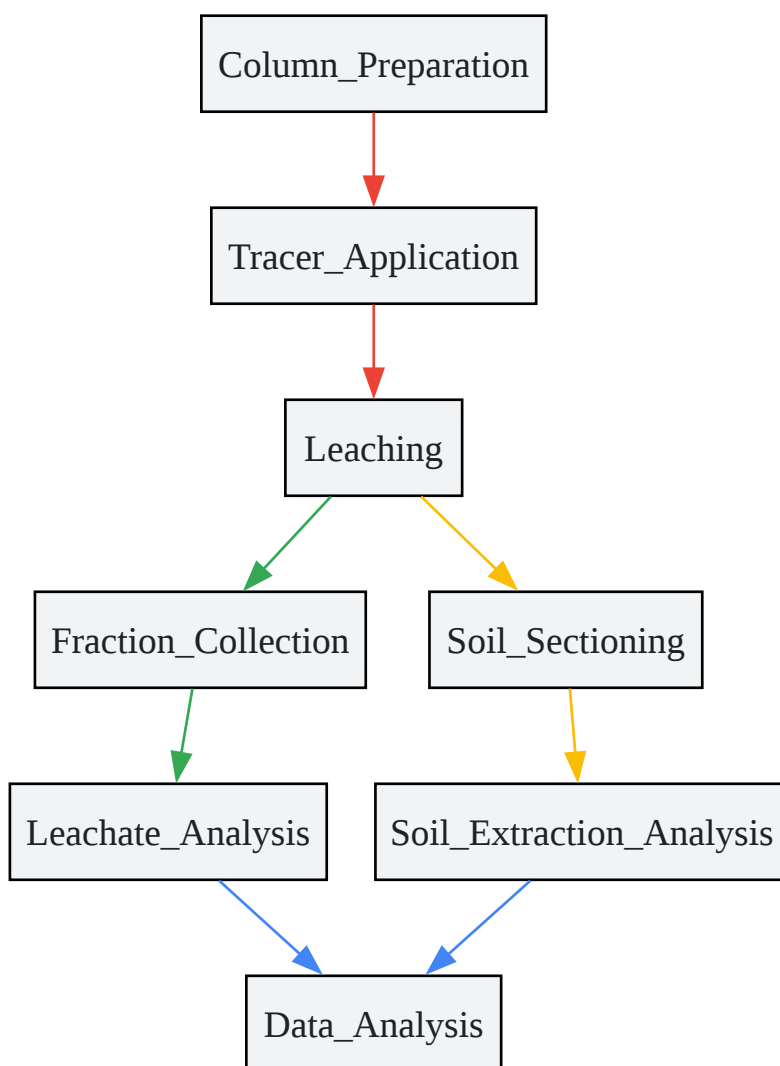 Column_Preparation
Tracer_Application
Leaching
Fraction_Collection
Soil_Sectioning
Leachate_Analysis
Soil_Extraction_Analysis
Data_Analysis